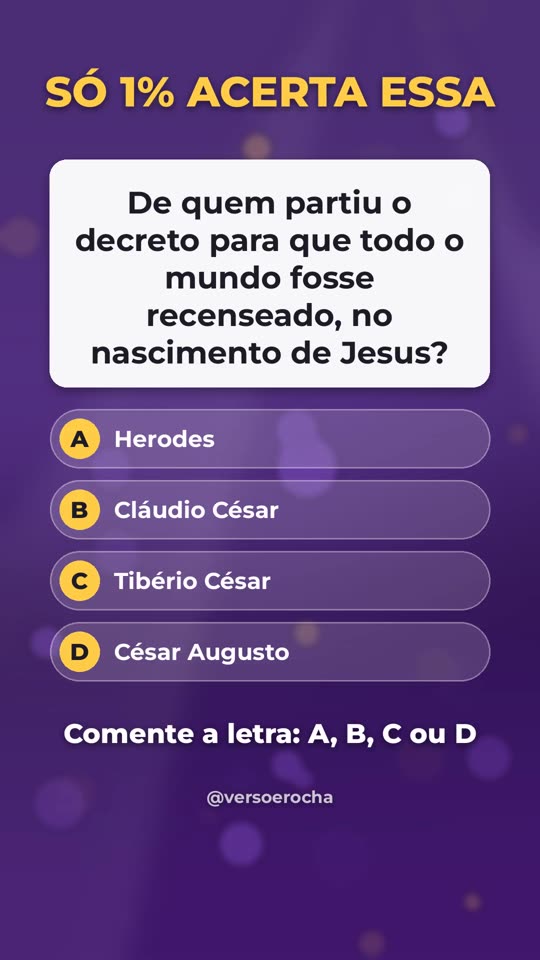 SÓ 1% ACERTA ESSA
De quem partiu o
decreto para que todo o
mundo fosse
recenseado, no
nascimento de Jesus?
A Herodes
B Cláudio César
C Tibério César
D César Augusto
Comente a letra: A, B, C ou D
@versoerocha